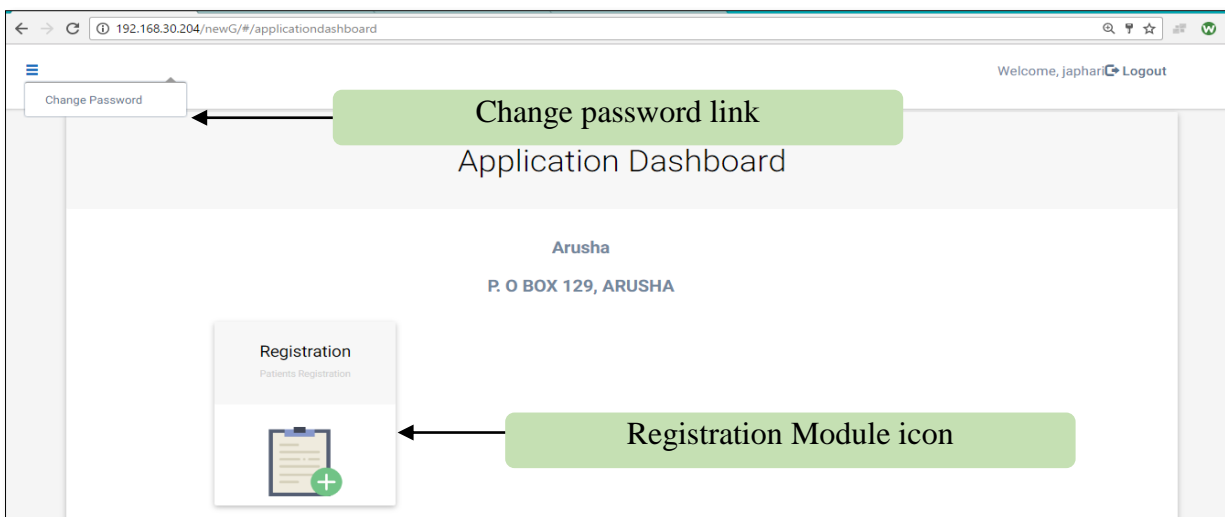 192.168.30.204/newG/#/applicationdashboard
Welcome, japhari Logout
Change Password
Change password link
Application Dashboard
Arusha
P. O BOX 129, ARUSHA
Registration
Patients Registration
Registration Module icon